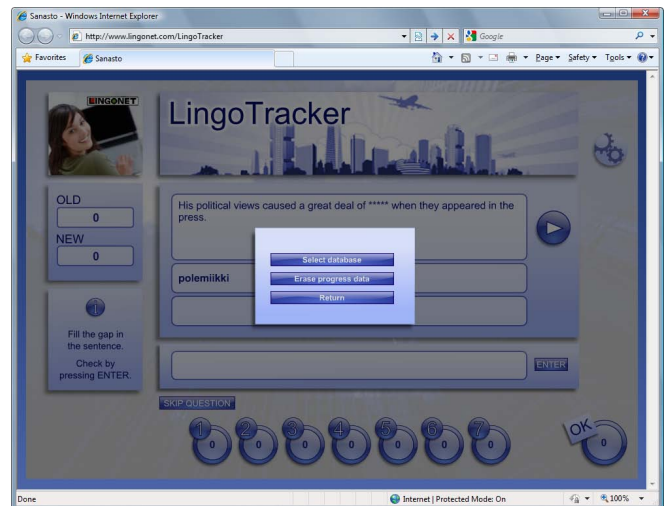 Sanasto - Windows Internet Explorer
http://www.lingonet.com/LingoTracker
Google
Favorites
Sanasto
Page
Safety
Tools
LINGONET
LingoTracker
OLD
0
NEW
0
His political views caused a great deal of ***** when they appeared in the
press.
Select database
polemiikki
Erase progress data
Return
1
Fill the gap in
the sentence.
Check by
pressing ENTER.
ENTER
SKIP QUESTION
1 2 3 4 5 6 7 OK
0 0 0 0 0 0 0 0
Done
Internet | Protected Mode: On
100%